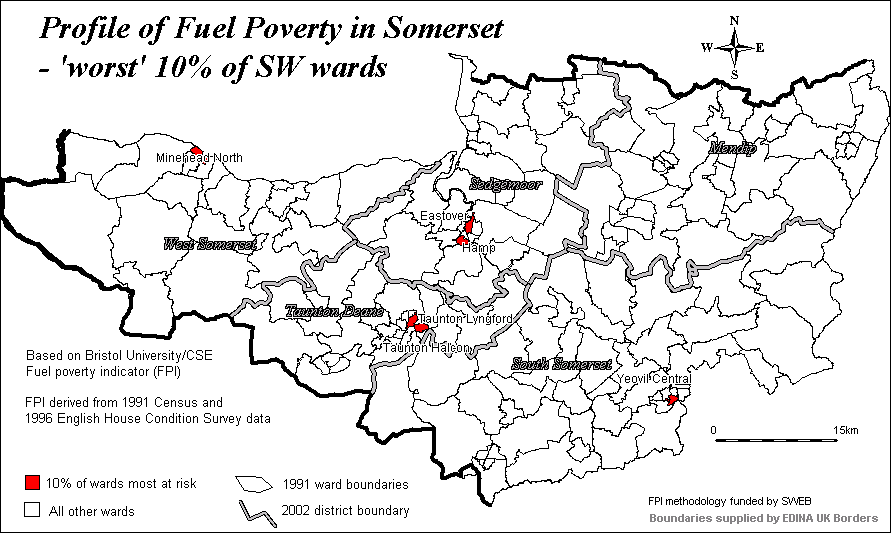 Profile of Fuel Poverty in Somerset
- 'worst' 10% of SW wards
N
W
E
S
Minehead North
Mendip
Sedgemoor
Eastover
West Somerset
Hamp
Taunton Deane
Taunton Lyngford
Taunton Halcon
South Somerset
Yeovil Central
Based on Bristol University/CSE
Fuel poverty indicator (FPI)
FPI derived from 1991 Census and
1996 English House Condition Survey data
0
15km
10% of wards most at risk
All other wards
1991 ward boundaries
2002 district boundary
FPI methodology funded by SWEB
Boundaries supplied by EDINA UK Borders